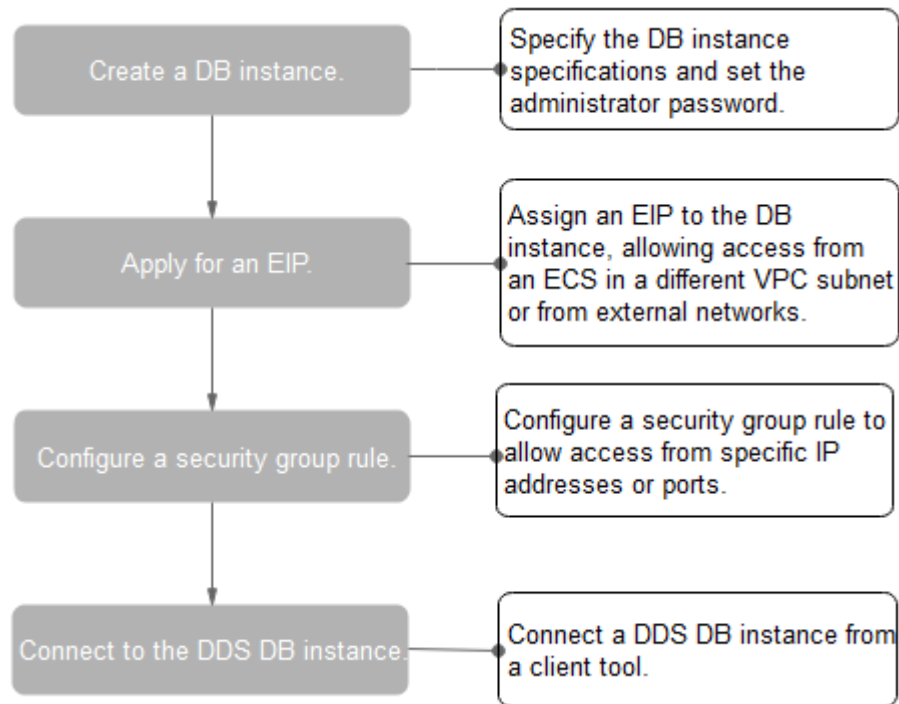 Create a DB instance.
Specify the DB instance
specifications and set the
administrator password.
Apply for an EIP.
Assign an EIP to the DB
instance, allowing access from
an ECS in a different VPC subnet
or from external networks.
Configure a security group rule.
Configure a security group rule to
allow access from specific IP
addresses or ports.
Connect to the DDS DB instance.
Connect a DDS DB instance from
a client tool.